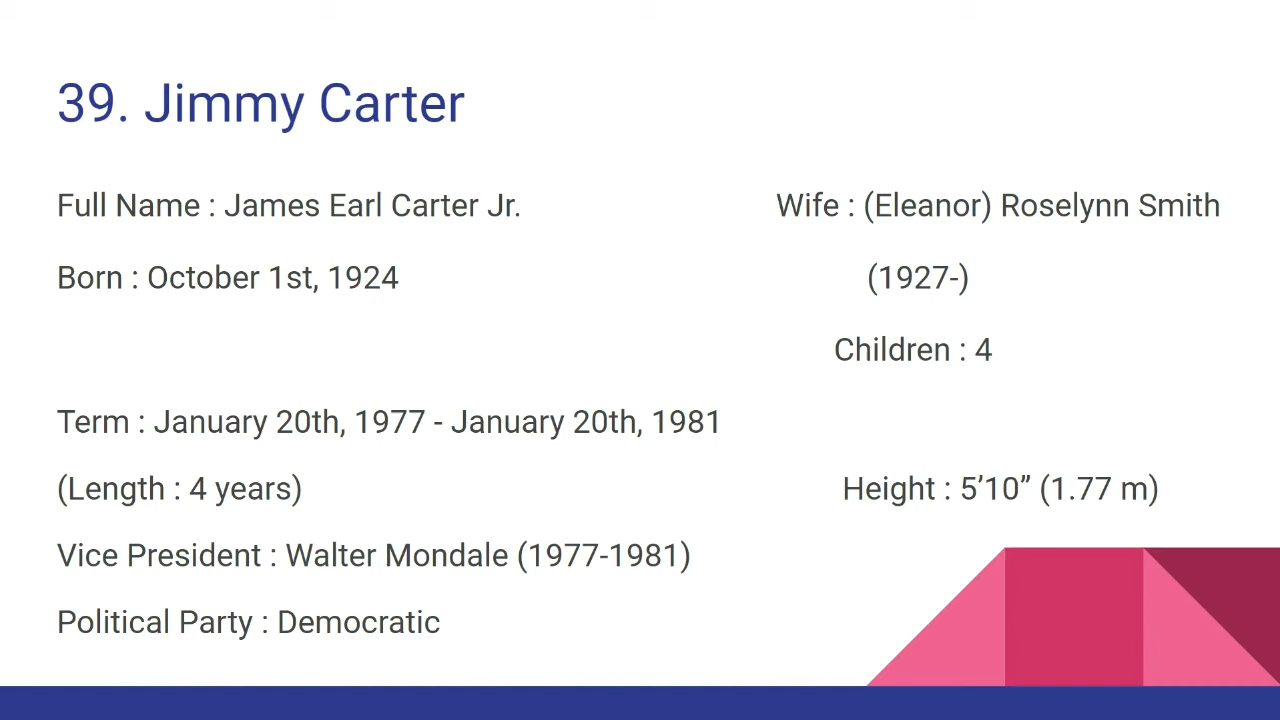 39. Jimmy Carter
Full Name : James Earl Carter Jr.
Wife : (Eleanor) Roselynn Smith
Born : October 1st, 1924
(1927-)
Children : 4
Term : January 20th, 1977 - January 20th, 1981
(Length : 4 years)
Height : 5’10” (1.77 m)
Vice President : Walter Mondale (1977-1981)
Political Party : Democratic